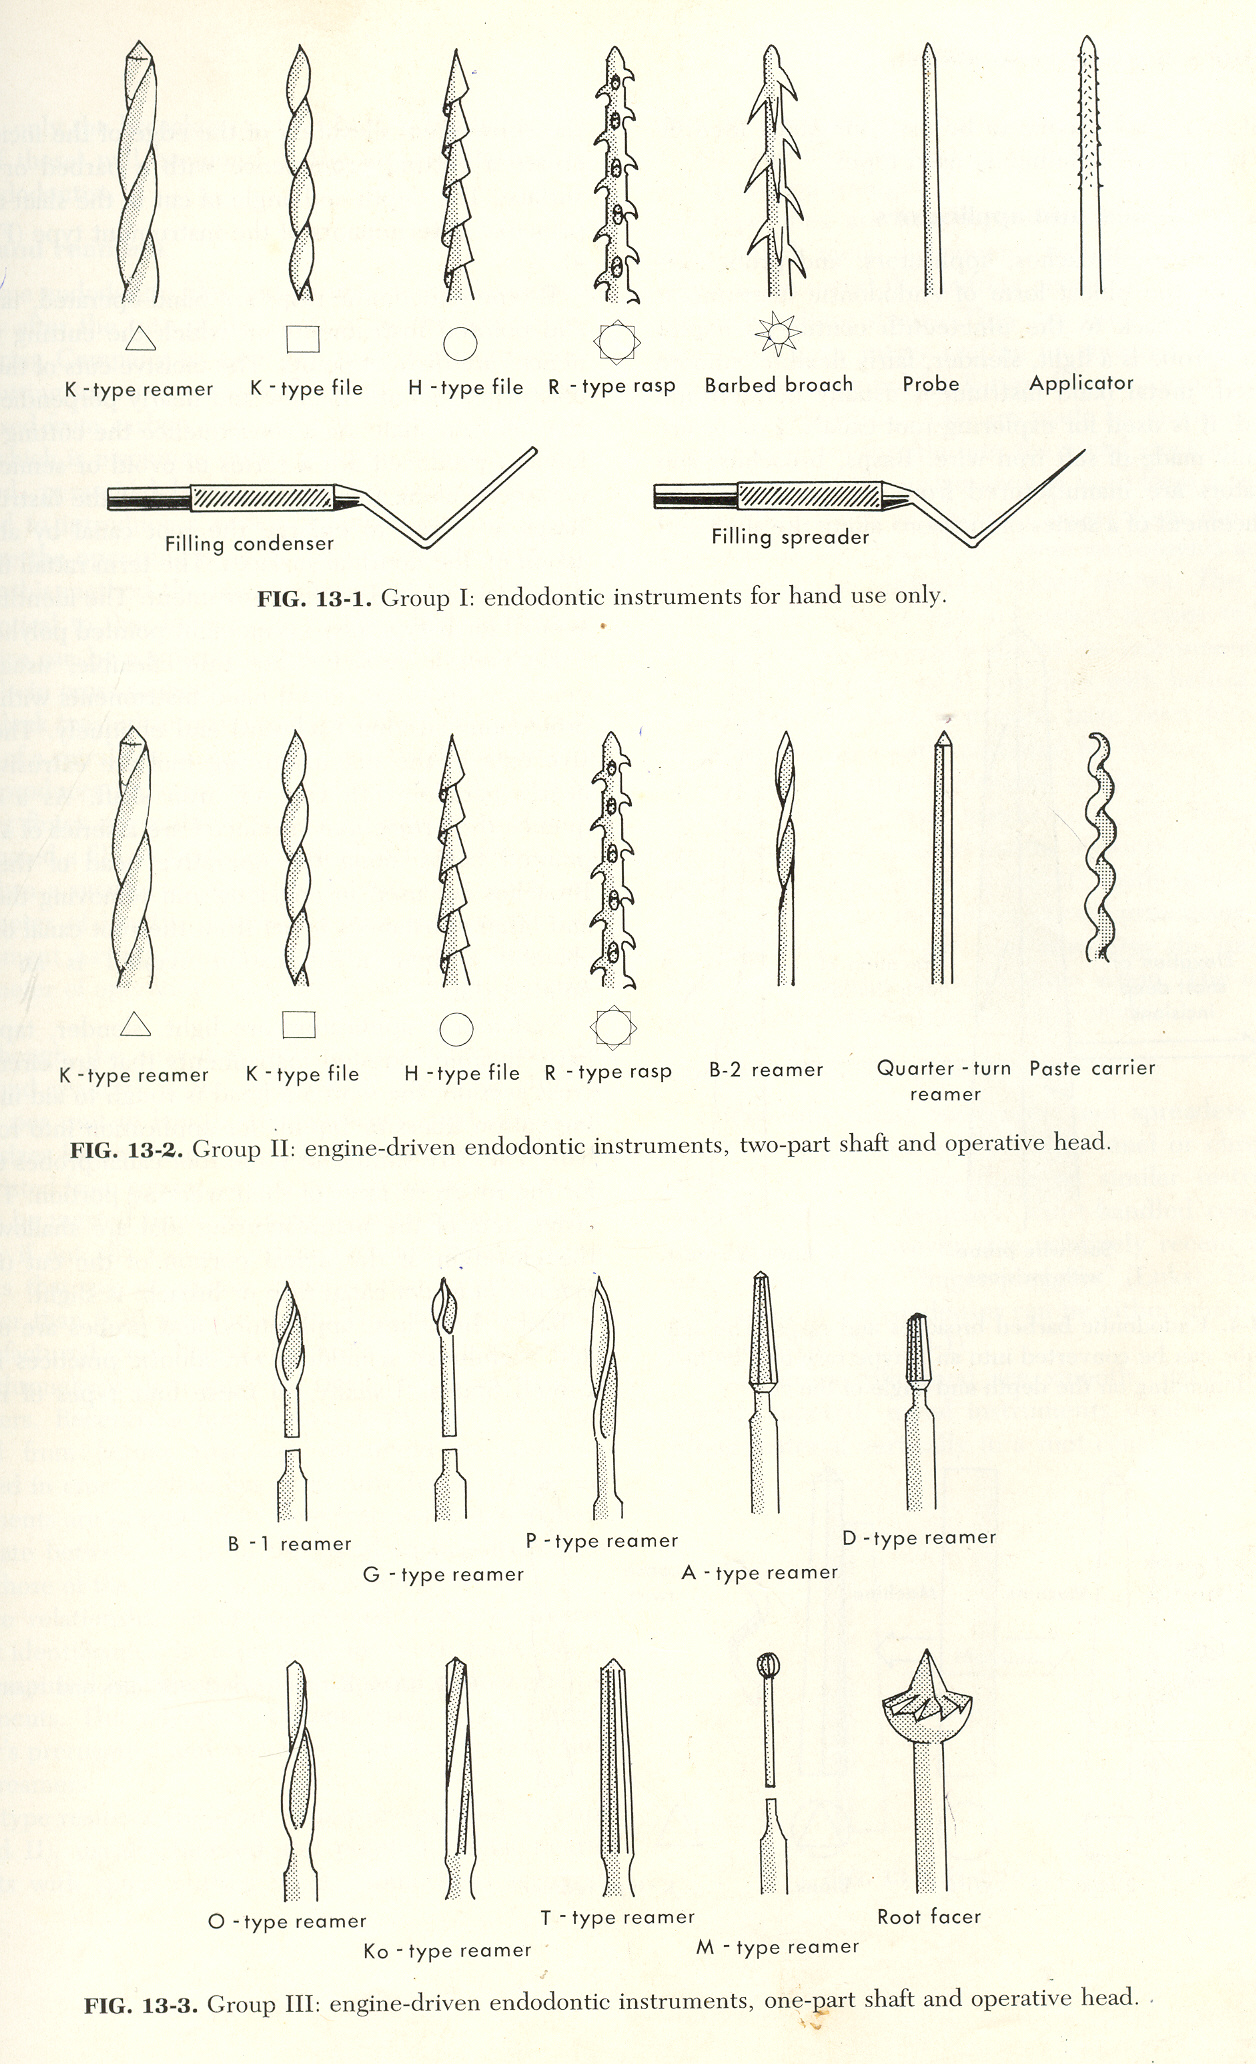 K-type reamer K-type file H-type file R-type rasp Barbed broach Probe Applicator
Filling condenser Filling spreader
FIG. 13-1. Group I: endodontic instruments for hand use only.
K-type reamer K-type file H-type file R-type rasp B-2 reamer Quarter-turn Paste carrier
reamer
FIG. 13-2. Group II: engine-driven endodontic instruments, two-part shaft and operative head.
B-1 reamer P-type reamer D-type reamer
G-type reamer A-type reamer
O-type reamer T-type reamer Root facer
Ko-type reamer M-type reamer
FIG. 13-3. Group III: engine-driven endodontic instruments, one-part shaft and operative head.